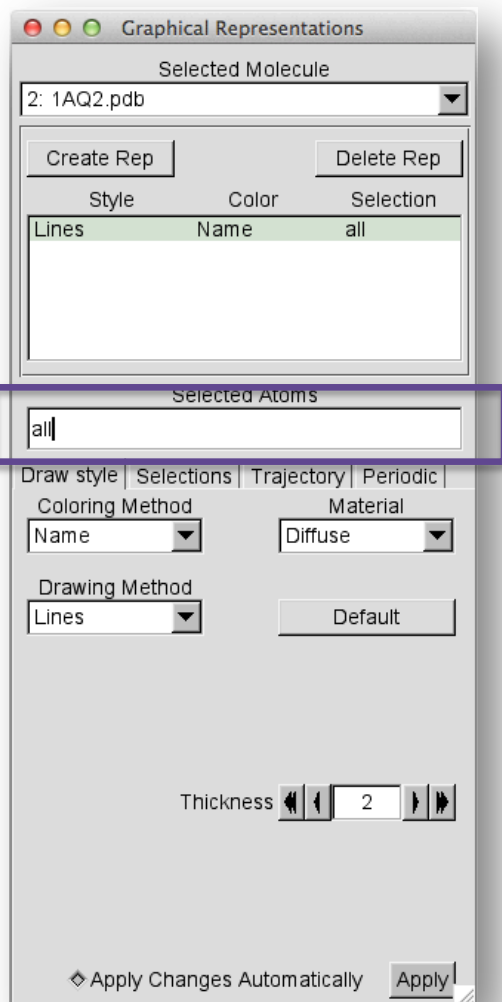 Graphical Representations
Selected Molecule
2: 1AQ2.pdb
Create Rep Delete Rep
Style Color Selection
Lines Name all
Selected Atoms
all
Draw style Selections Trajectory Periodic
Coloring Method Material
Name Diffuse
Drawing Method
Lines Default
Thickness 2
Apply Changes Automatically Apply